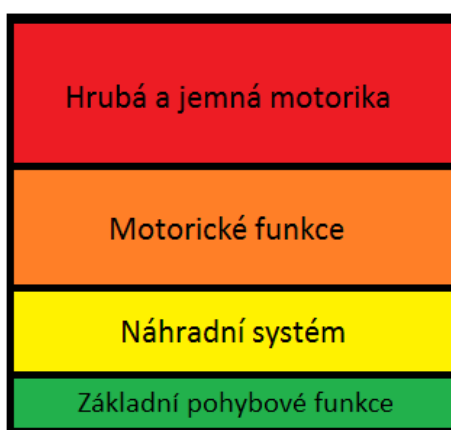 Hrubá a jemná motorika
Motorické funkce
Náhradní systém
Základní pohybové funkce